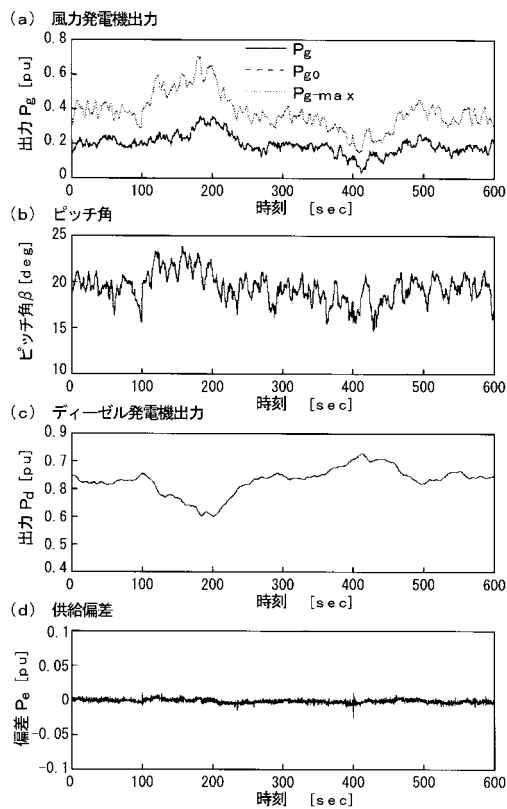 (a) 風力発電機出力
出力 Pg [pu]
0.8
0.6
0.4
0.2
0
Pg
Pg0
Pg-max
0 100 200 300 400 500 600
時刻 [sec]
(b) ピッチ角
ピッチ角β [deg]
25
20
15
10
0 100 200 300 400 500 600
時刻 [sec]
(c) ディーゼル発電機出力
出力 Pd [pu]
0.9
0.7
0.8
0.6
0.5
0.4
0 100 200 300 400 500 600
時刻 [sec]
(d) 供給偏差
偏差 Pe [pu]
0.1
0.05
0
-0.05
-0.1
0 100 200 300 400 500 600
時刻 [sec]